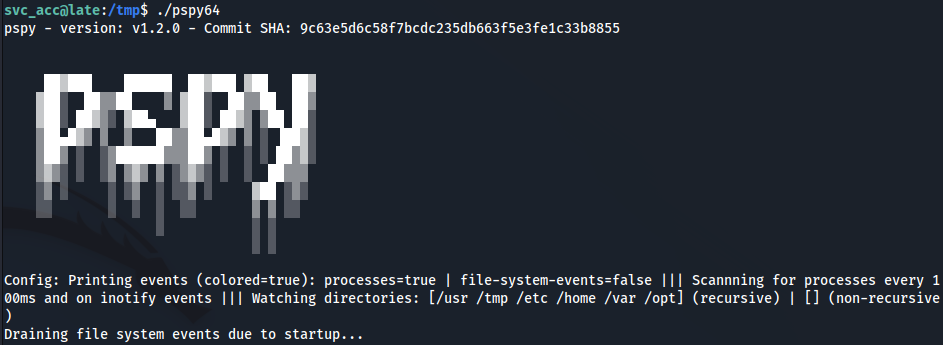 svc_acc@late:/tmp$ ./pspy64
pspy - version: v1.2.0 - Commit SHA: 9c63e5d6c58f7bcdc235db663f5e3fe1c33b8855
PSPY
Config: Printing events (colored=true): processes=true | file-system-events=false ||| Scannning for processes every 1
00ms and on inotify events ||| Watching directories: [/usr /tmp /etc /home /var /opt] (recursive) | [] (non-recursive
)
Draining file system events due to startup...